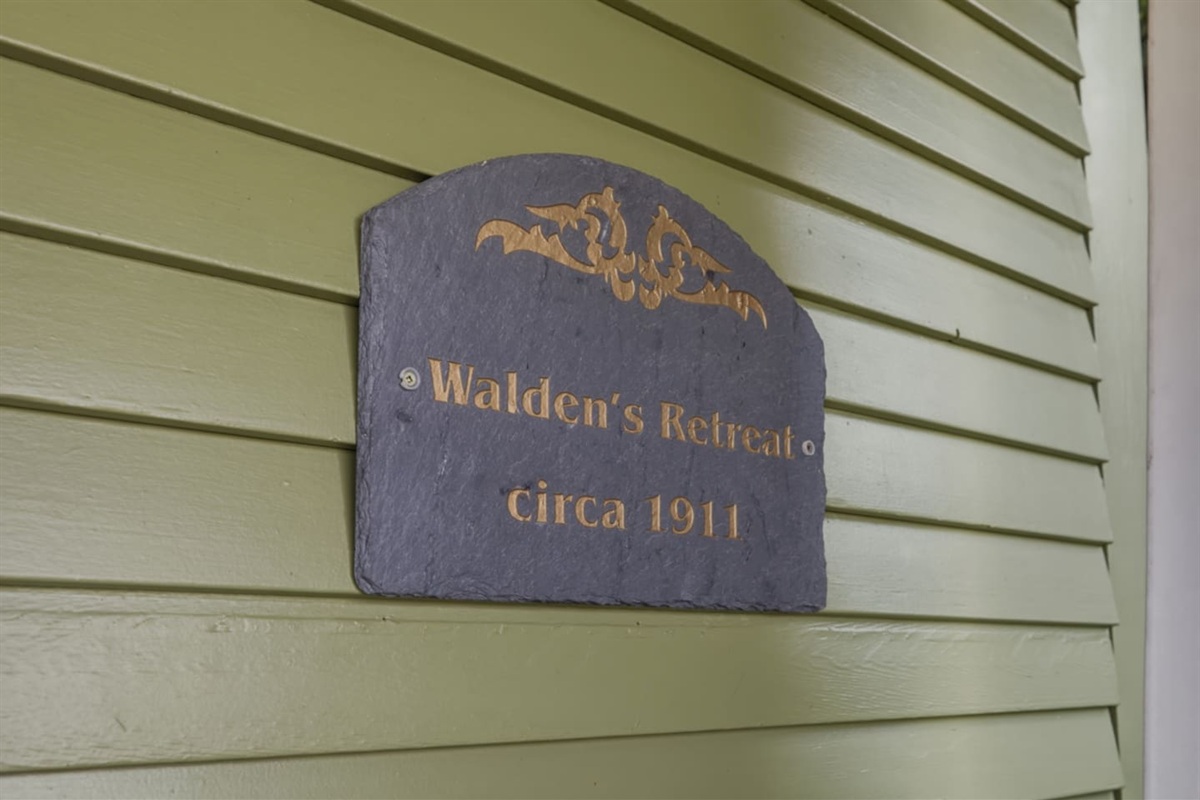 Walden's Retreat
circa 1911